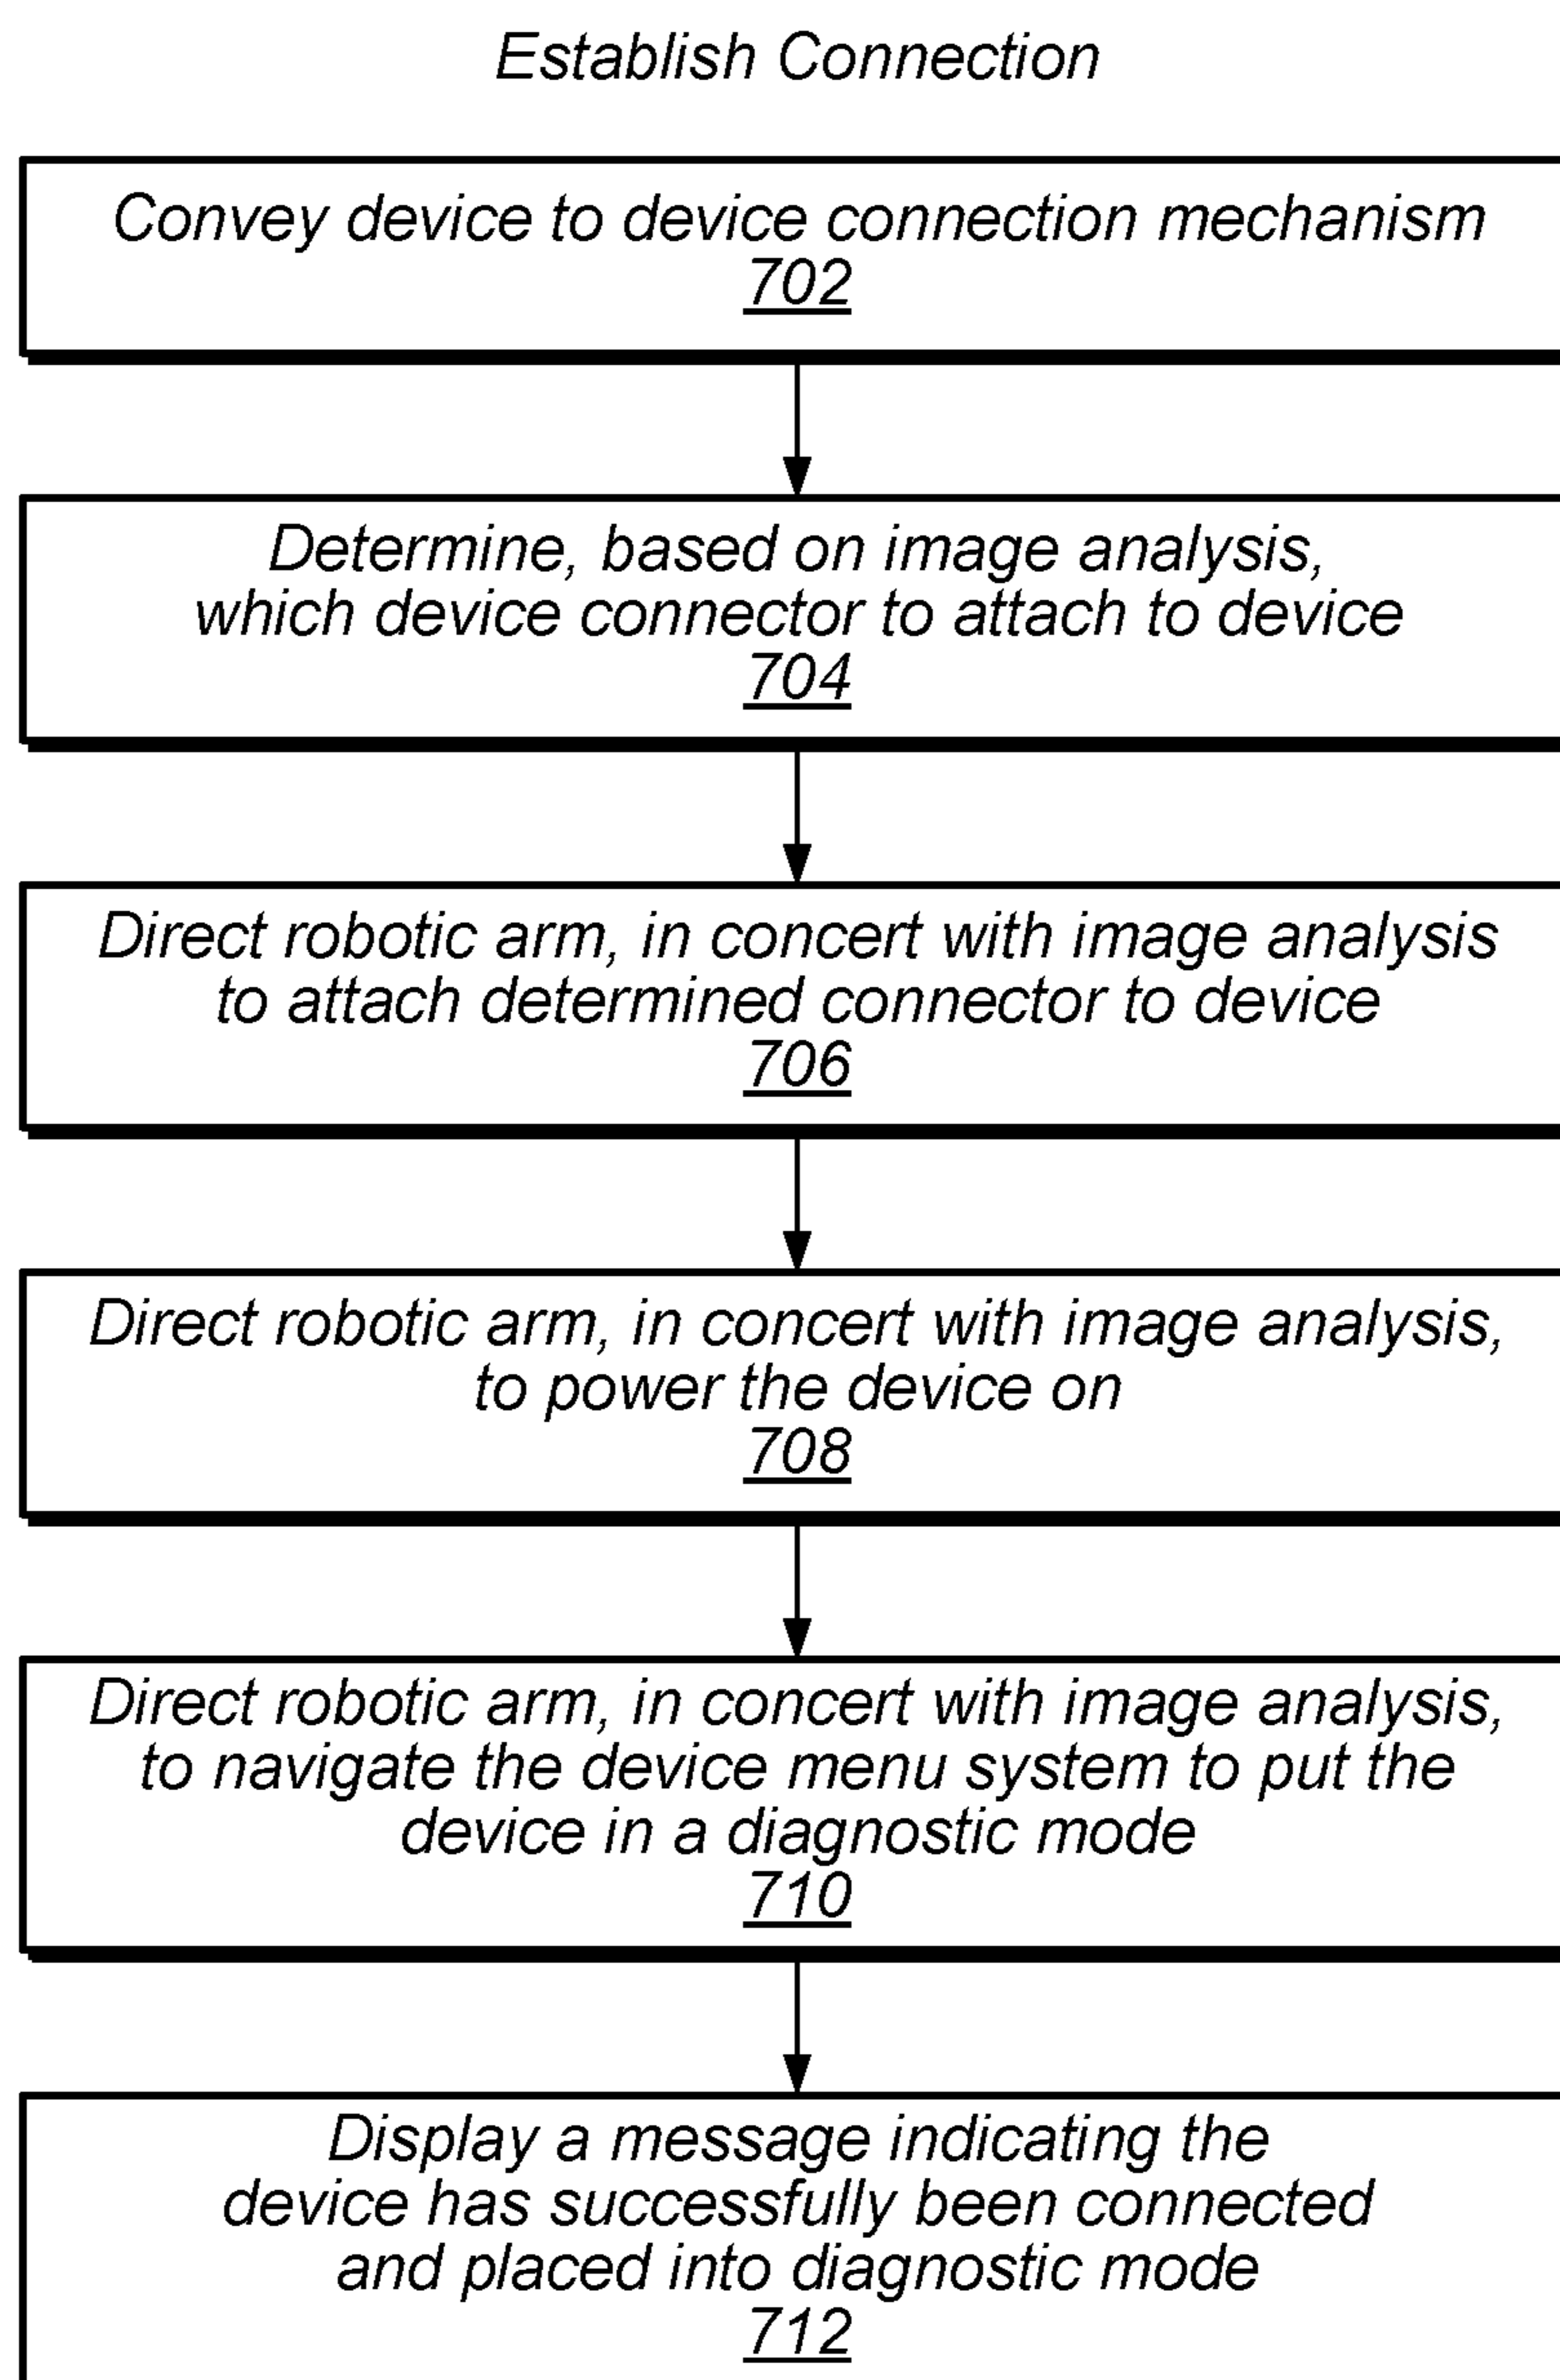 Establish Connection
Convey device to device connection mechanism
702
Determine, based on image analysis,
which device connector to attach to device
704
Direct robotic arm, in concert with image analysis
to attach determined connector to device
706
Direct robotic arm, in concert with image analysis,
to power the device on
708
Direct robotic arm, in concert with image analysis,
to navigate the device menu system to put the
device in a diagnostic mode
710
Display a message indicating the
device has successfully been connected
and placed into diagnostic mode
712